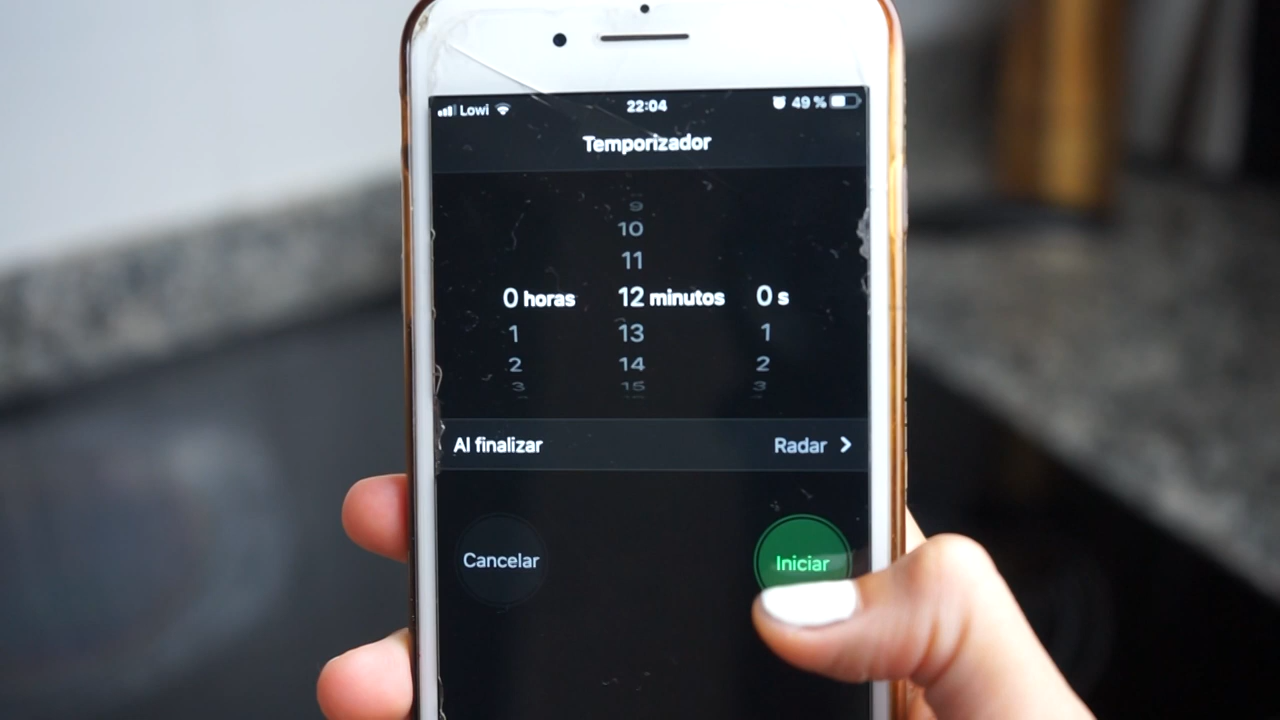 Lowi 22:04 49 %
Temporizador
9
10
11
0 horas 12 minutos 0 s
1 13 1
2 14 2
3 15 3
Al finalizar Radar >
Cancelar Iniciar